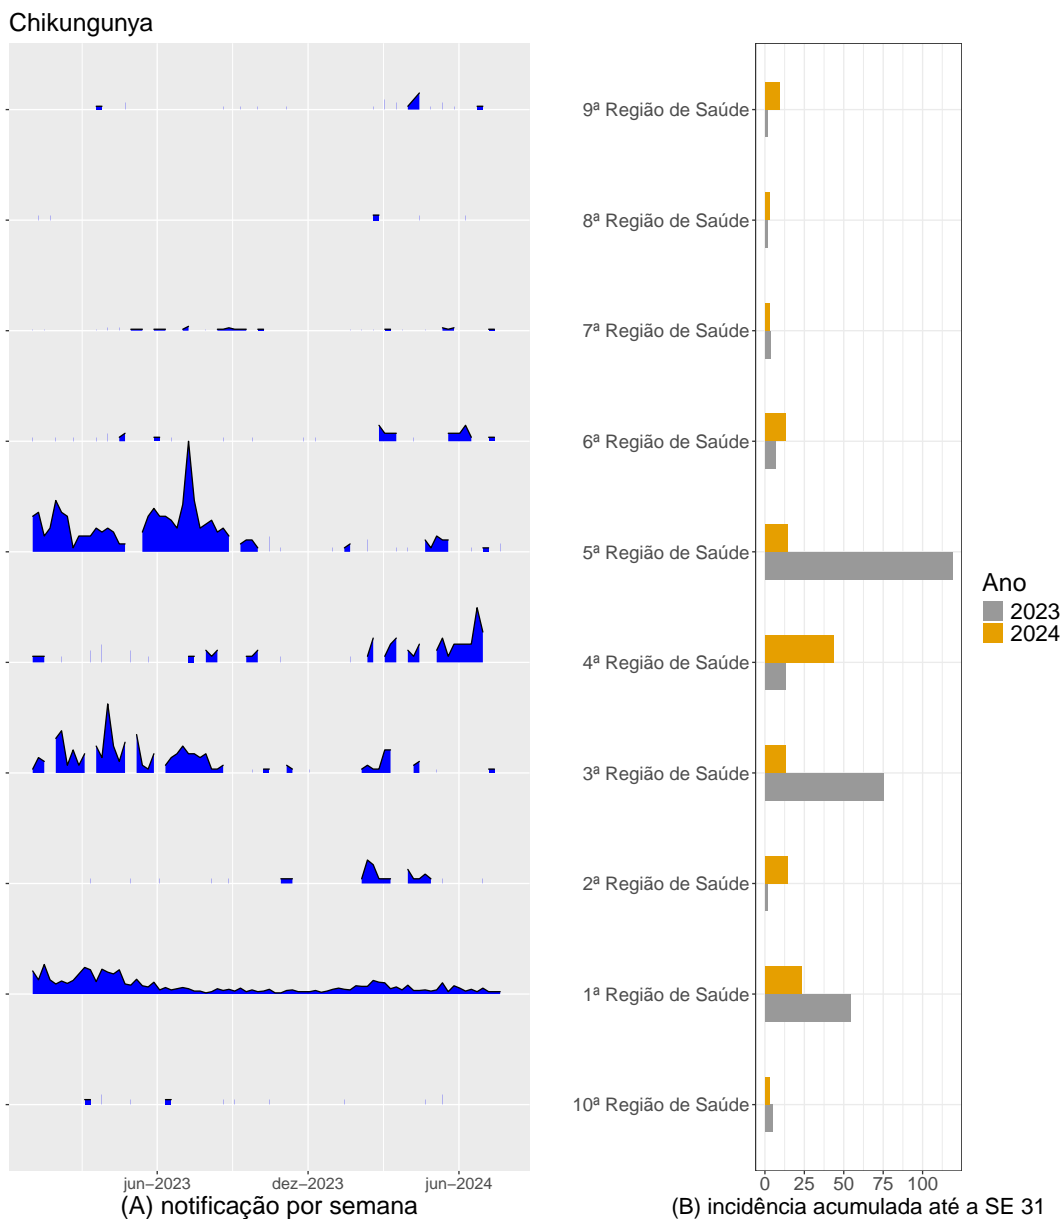 Chikungunya
9ª Região de Saúde
8ª Região de Saúde
7ª Região de Saúde
6ª Região de Saúde
5ª Região de Saúde
4ª Região de Saúde
3ª Região de Saúde
2ª Região de Saúde
1ª Região de Saúde
10ª Região de Saúde
Ano
2023
2024
jun−2023 dez−2023 jun−2024
0 25 50 75 100
(A) notificação por semana
(B) incidência acumulada até a SE 31